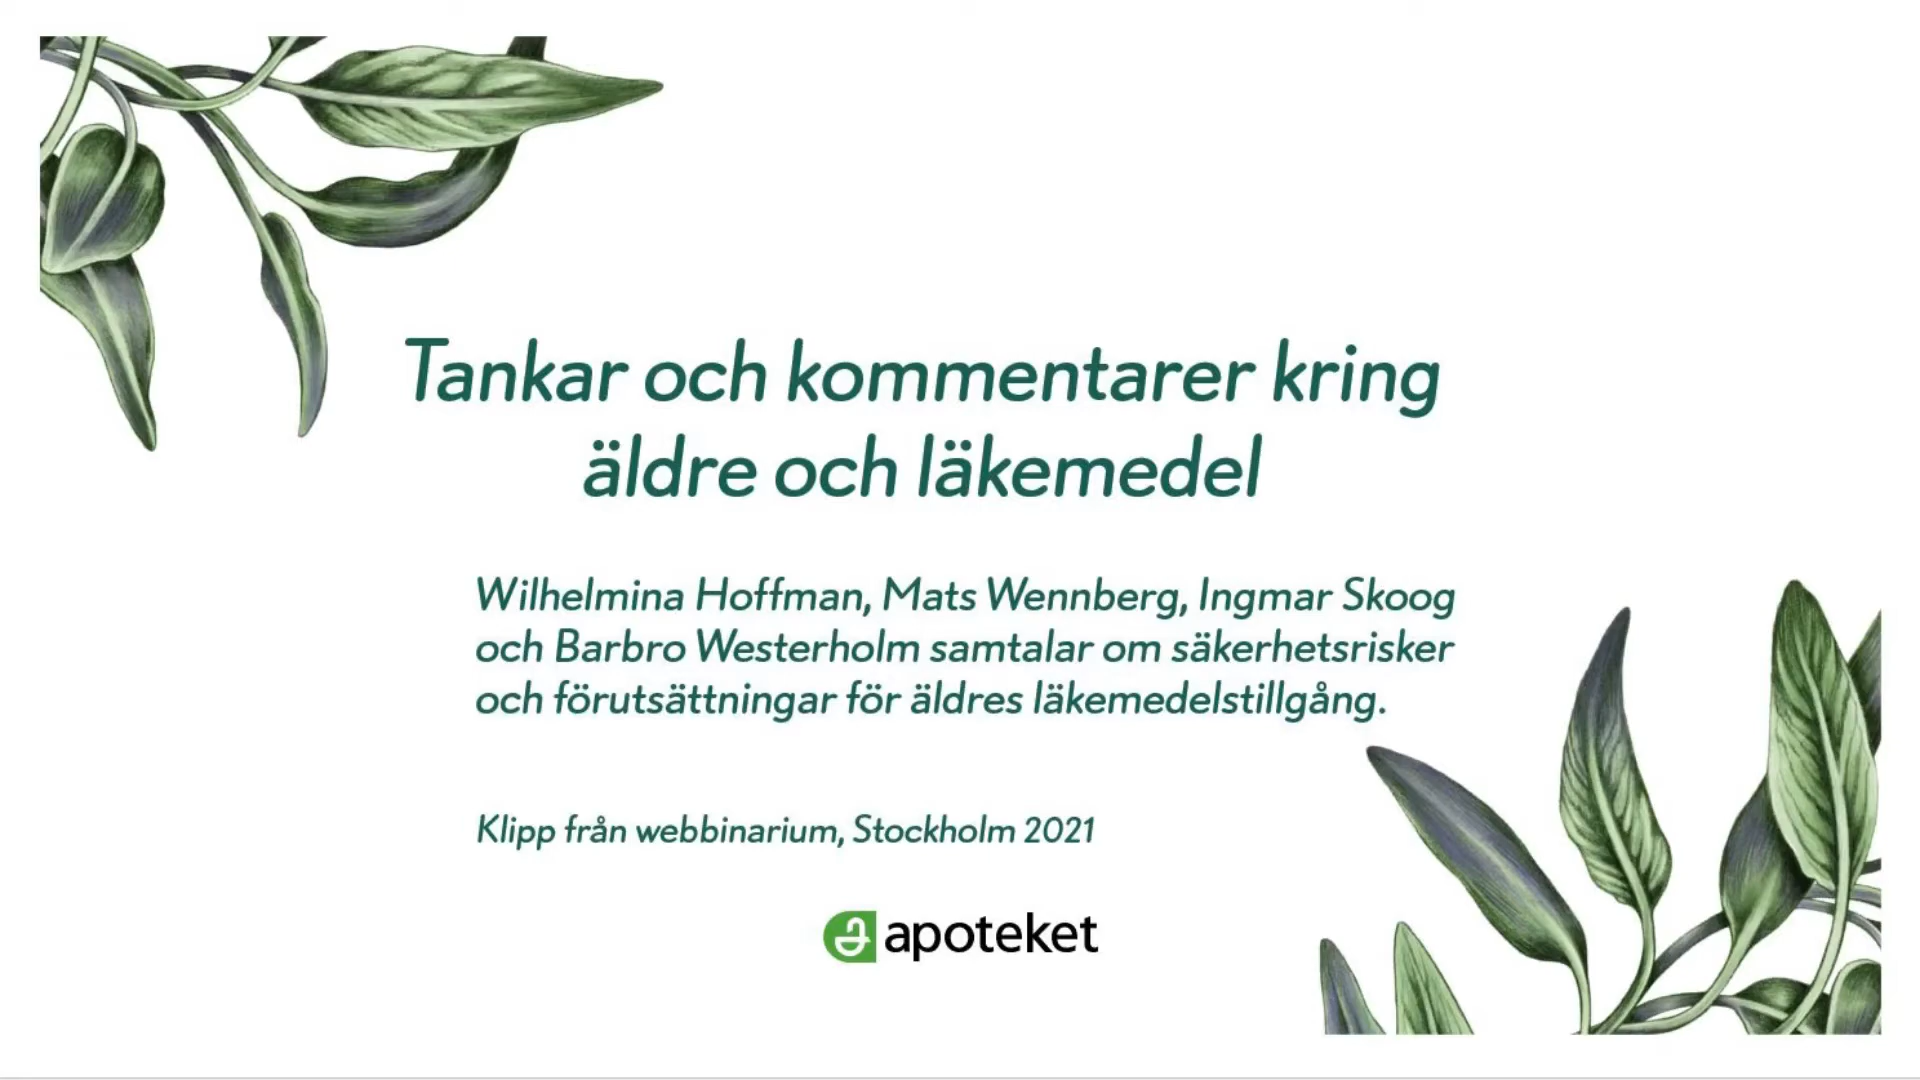 Tankar och kommentarer kring
äldre och läkemedel
Wilhelmina Hoffman, Mats Wennberg, Ingmar Skoog
och Barbro Westerholm samtalar om säkerhetsrisker
och förutsättningar för äldres läkemedelstillgång.
Klipp från webbinarium, Stockholm 2021
apoteket